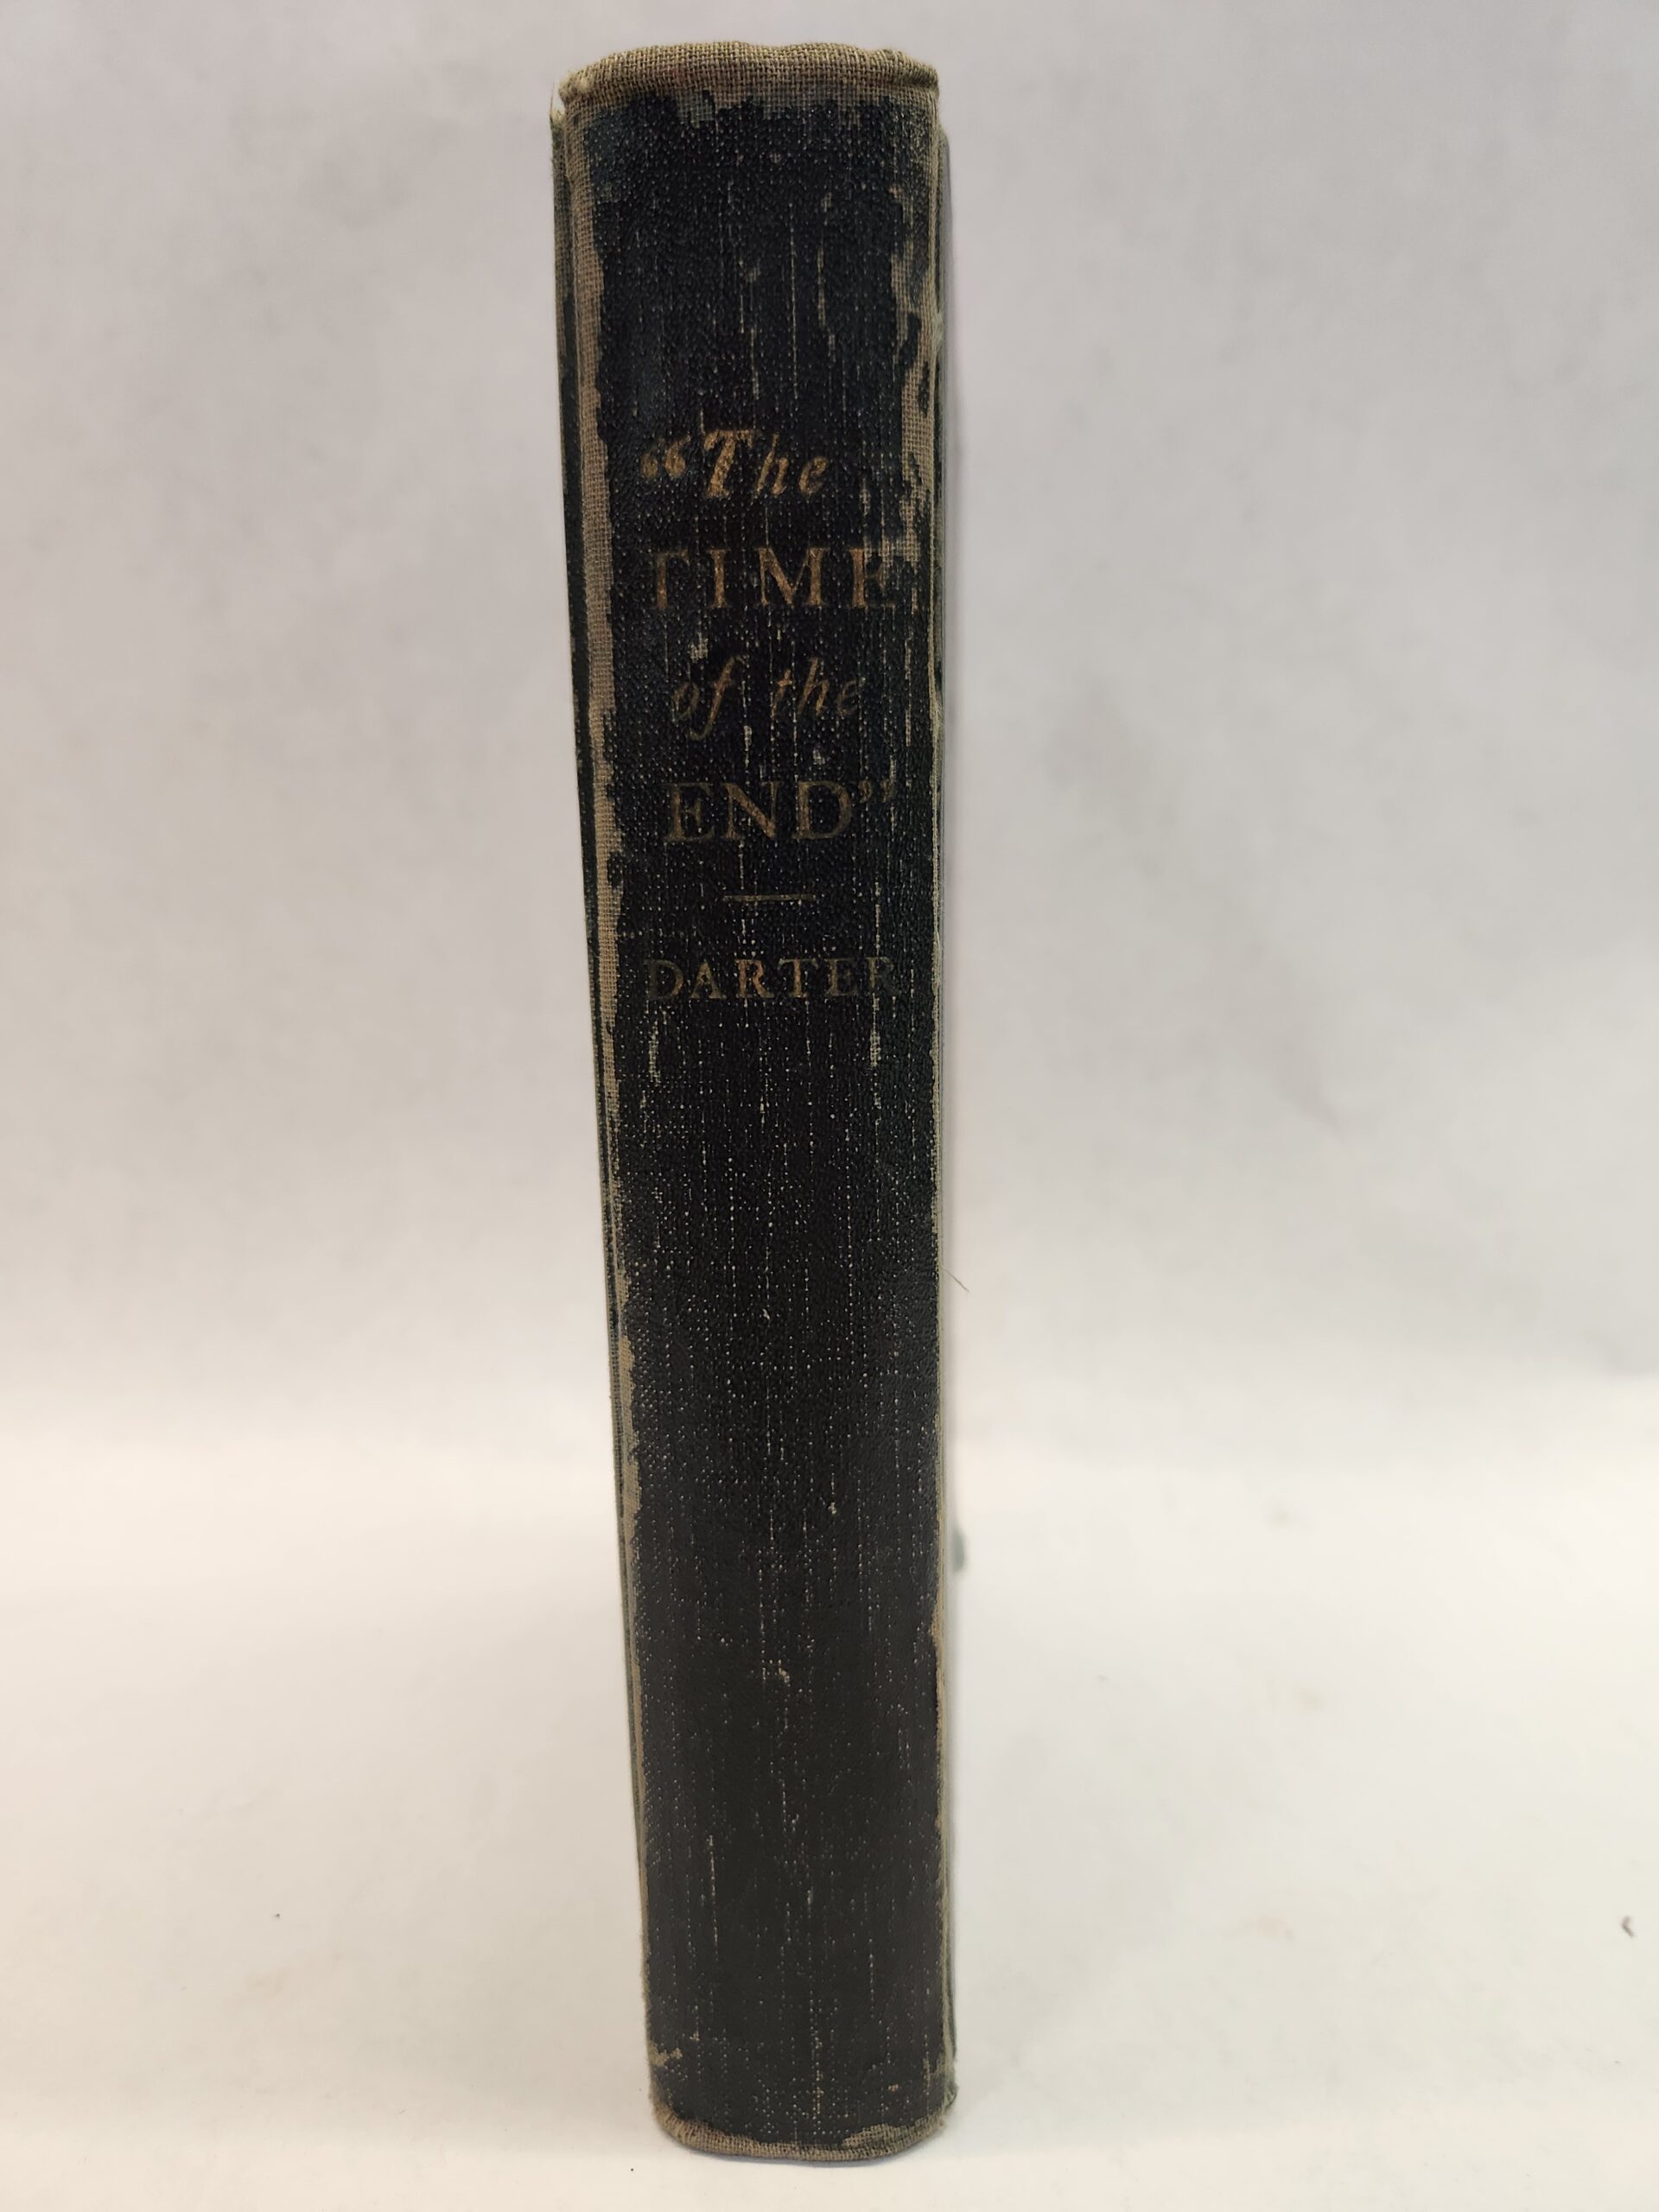 “The
TIME
of the
END”
DARTER